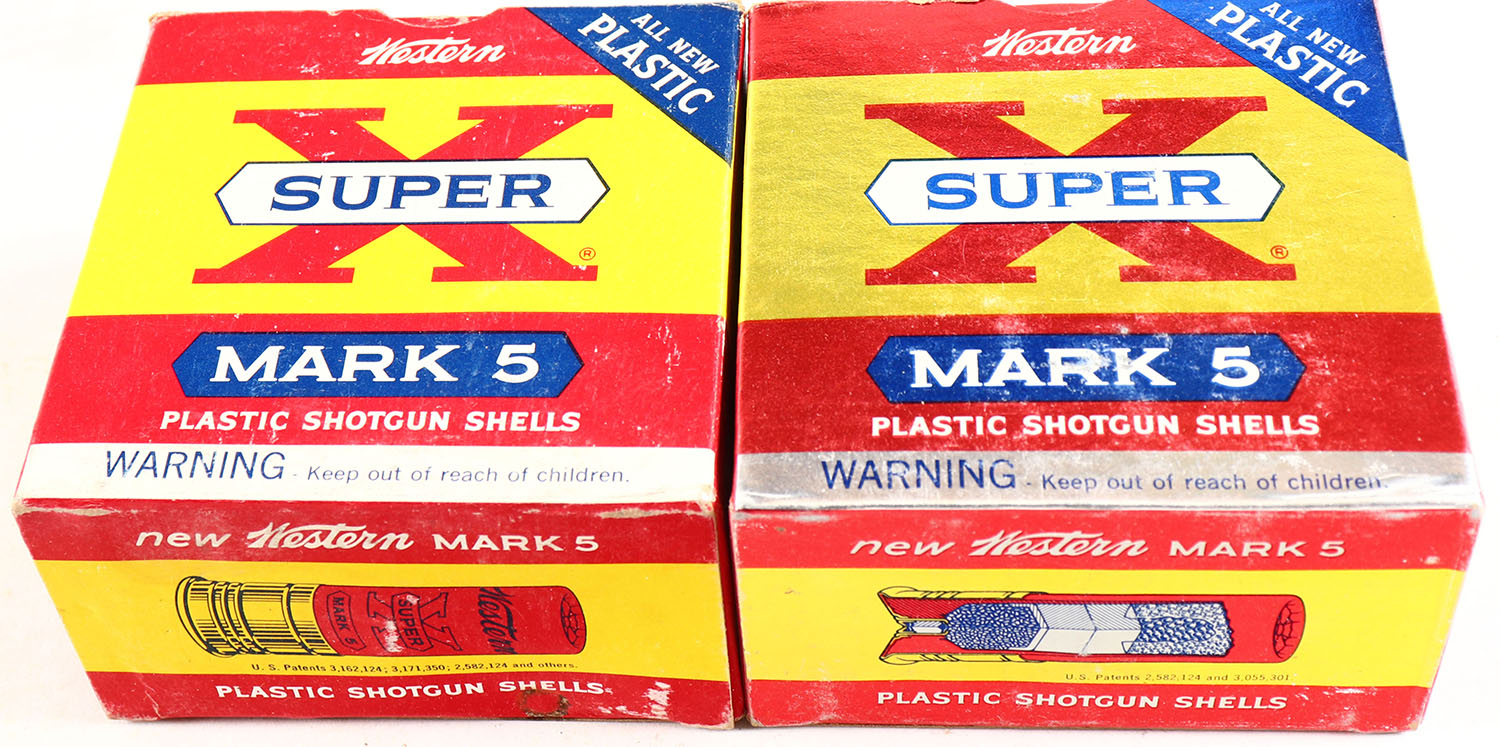 Western
ALL NEW
PLASTIC
X
SUPER
®
MARK 5
PLASTIC SHOTGUN SHELLS
WARNING - Keep out of reach of children.
new Western MARK 5
MARK 5
SUPER
X
Western
U. S. Patents 3,162,124; 3,171,350; 2,582,124 and others.
PLASTIC SHOTGUN SHELLS
Western
ALL NEW
PLASTIC
X
SUPER
®
MARK 5
PLASTIC SHOTGUN SHELLS
WARNING - Keep out of reach of children.
new Western MARK 5
U. S. Patents 2,582,124 and 3,055,301
PLASTIC SHOTGUN SHELLS